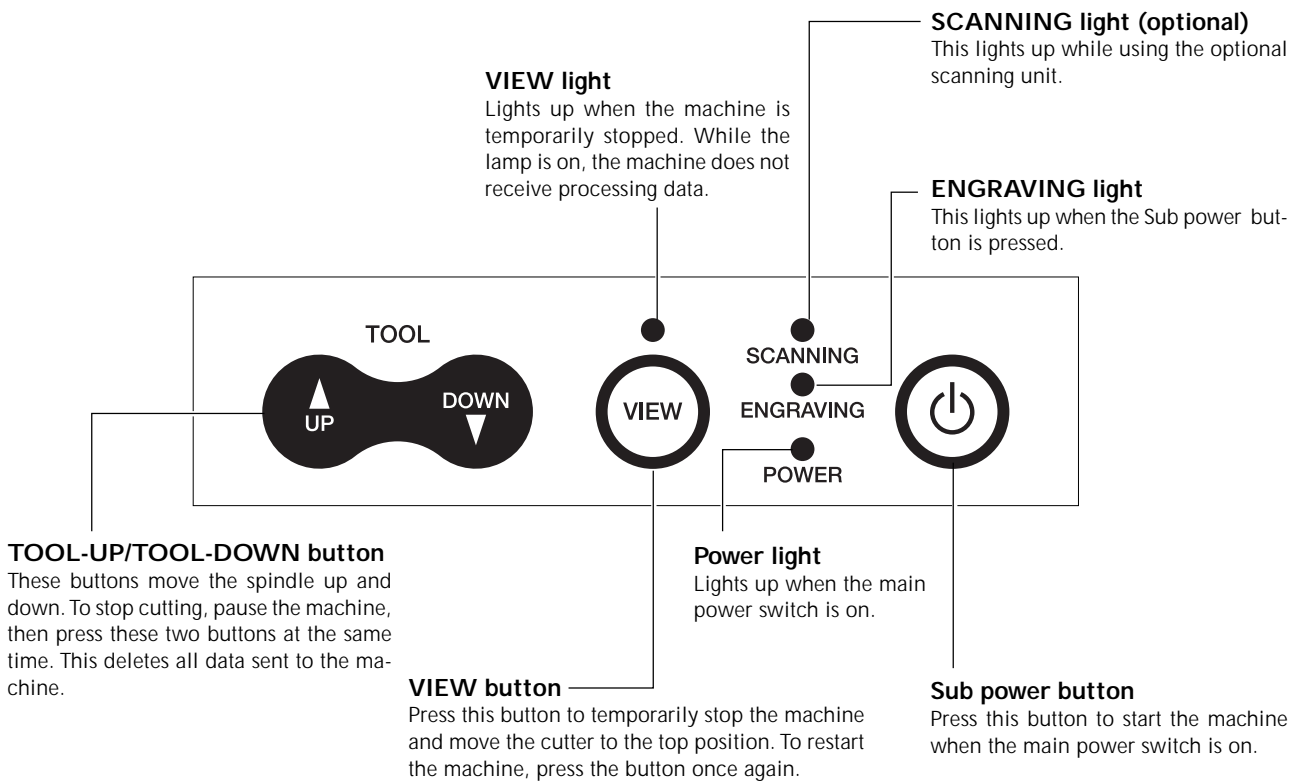 SCANNING light (optional)
This lights up while using the optional
scanning unit.
VIEW light
Lights up when the machine is
temporarily stopped. While the
lamp is on, the machine does not
receive processing data.
ENGRAVING light
This lights up when the Sub power but-
ton is pressed.
TOOL
UP
DOWN
VIEW
SCANNING
ENGRAVING
POWER
TOOL-UP/TOOL-DOWN button
These buttons move the spindle up and
down. To stop cutting, pause the machine,
then press these two buttons at the same
time. This deletes all data sent to the ma-
chine.
Power light
Lights up when the main
power switch is on.
VIEW button
Press this button to temporarily stop the machine
and move the cutter to the top position. To restart
the machine, press the button once again.
Sub power button
Press this button to start the machine
when the main power switch is on.